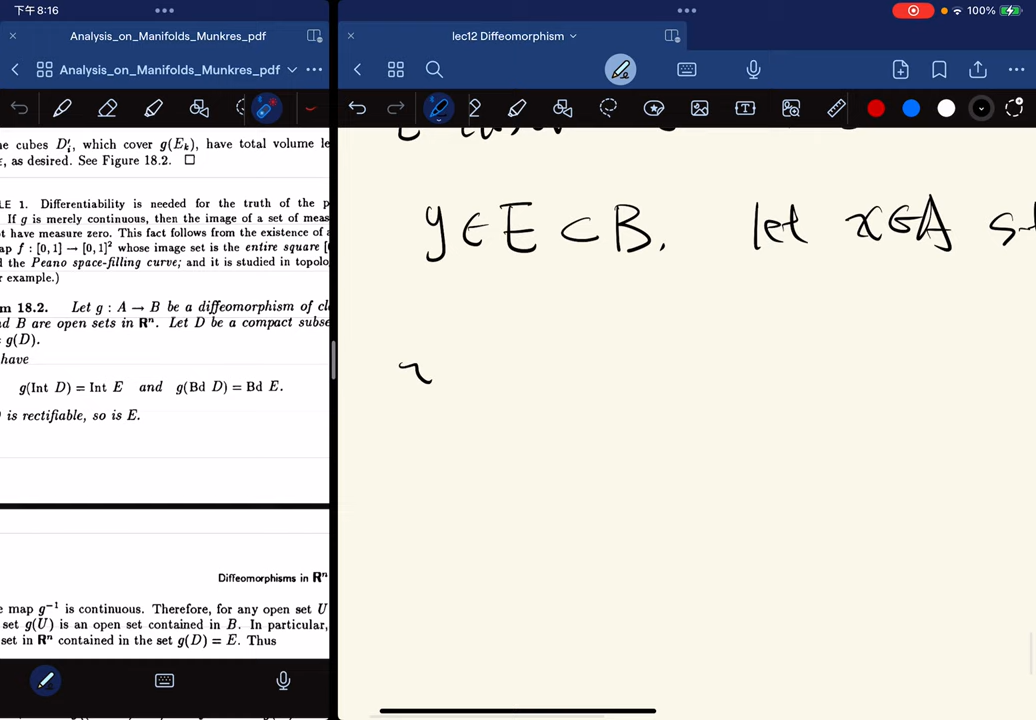 下午8:16
100%
Analysis_on_Manifolds_Munkres_pdf
Analysis_on_Manifolds_Munkres_pdf
ne cubes D'ᵢ, which cover g(Eₖ), have total volume le
, as desired. See Figure 18.2. □
LE 1. Differentiability is needed for the truth of the p
If g is merely continuous, then the image of a set of meas
ot have measure zero. This fact follows from the existence of a
ap f : [0,1] → [0,1]² whose image set is the entire square [
d the Peano space-filling curve; and it is studied in topolo
r example.)
m 18.2. Let g : A → B be a diffeomorphism of cl
nd B are open sets in Rⁿ. Let D be a compact subse
= g(D).
have
g(Int D) = Int E and g(Bd D) = Bd E.
D is rectifiable, so is E.
Diffeomorphisms in Rⁿ
e map g⁻¹ is continuous. Therefore, for any open set U
set g(U) is an open set contained in B. In particular,
set in Rⁿ contained in the set g(D) = E. Thus
lec12 Diffeomorphism
y∈E⊂B. let x∈A